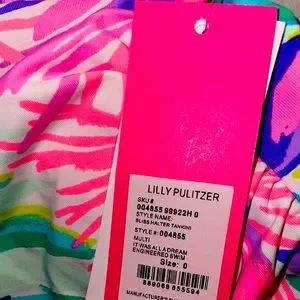 LILLY PULITZER
SKU #
004855 99922H 0
STYLE NAME:
BLISS HALTER TANKINI
STYLE # 004855
MULTI
IT WAS ALL A DREAM
ENGINEERED SWIM
Size: 0
MANUFACTURER'S